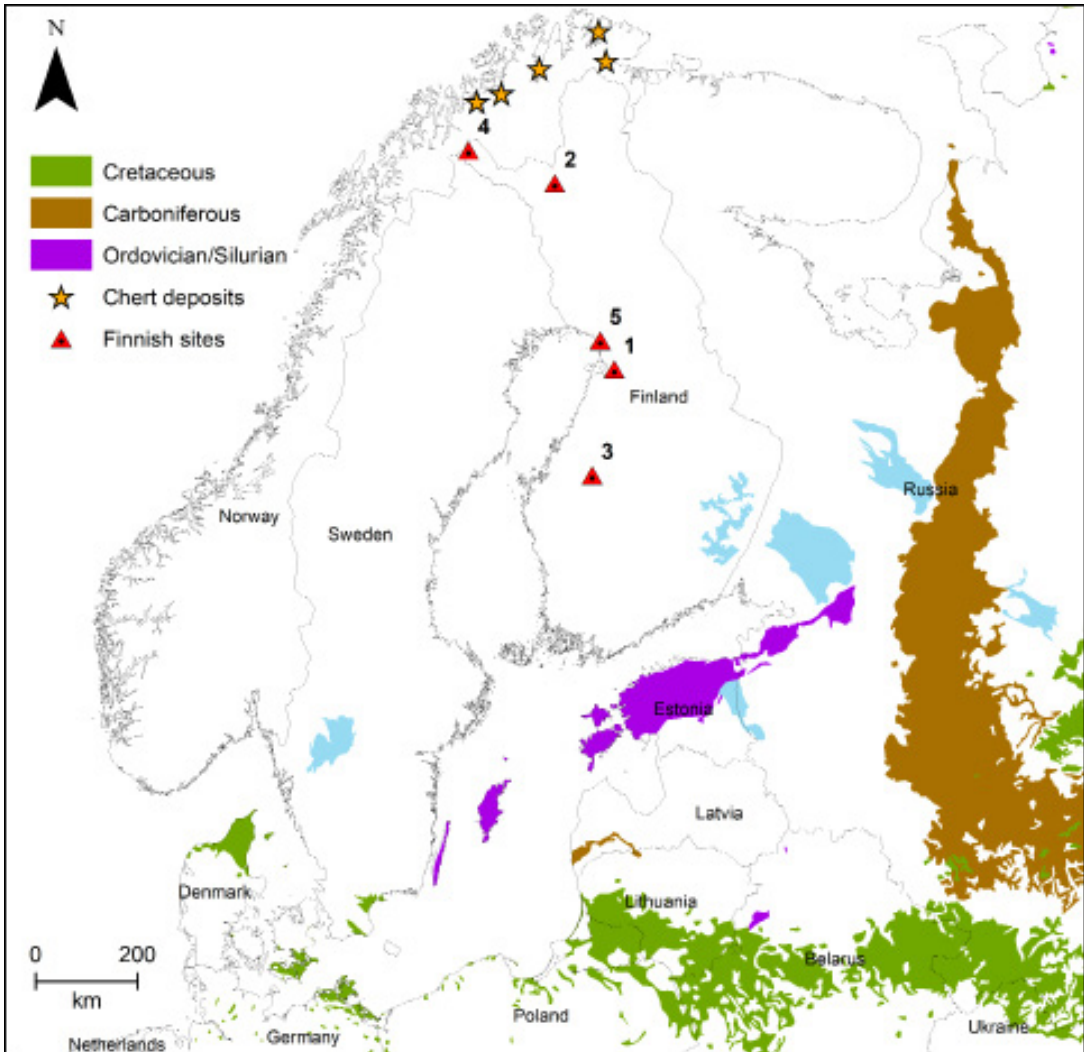 N
4
2
Cretaceous
Carboniferous
Ordovician/Silurian
Chert deposits
Finnish sites
5
1
Finland
3
Russia
Norway
Sweden
Estonia
Latvia
Denmark
Lithuania
0 200
km
Belarus
Poland
Ukraine
Germany
Netherlands